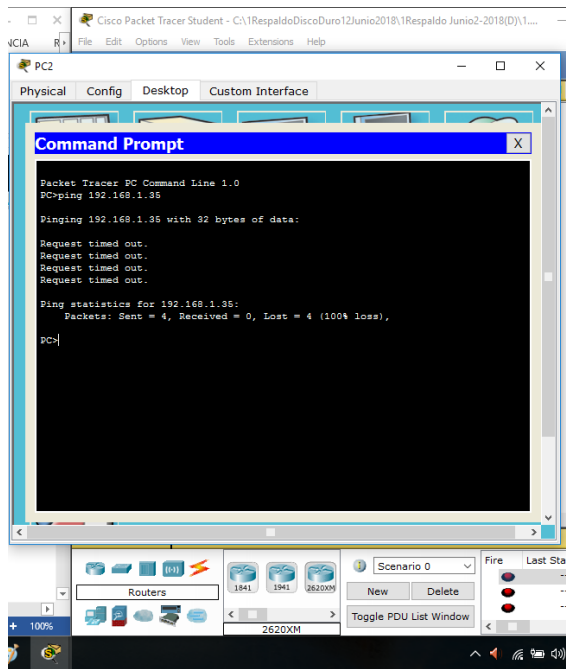 Cisco Packet Tracer Student - C:\1RespaldoDiscoDuro12Junio2018\1Respaldo Junio2-2018(D)\1....
NCIA R
File Edit Options View Tools Extensions Help
PC2
Physical Config Desktop Custom Interface
Command Prompt X
Packet Tracer PC Command Line 1.0
PC>ping 192.168.1.35
Pinging 192.168.1.35 with 32 bytes of data:
Request timed out.
Request timed out.
Request timed out.
Request timed out.
Ping statistics for 192.168.1.35:
Packets: Sent = 4, Received = 0, Lost = 4 (100% loss),
PC>
Routers
1841 1941 2620XM
2620XM
Scenario 0
New Delete
Toggle PDU List Window
Fire Last Sta
--
--
--
+ 100%